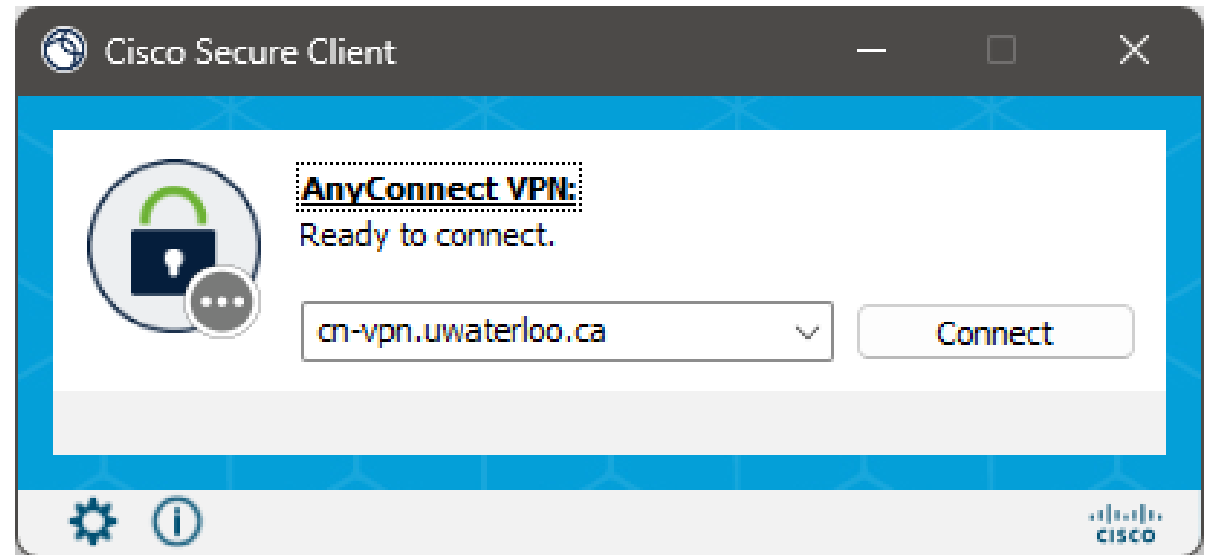 Cisco Secure Client
AnyConnect VPN:
Ready to connect.
cn-vpn.uwaterloo.ca
Connect
CISCO